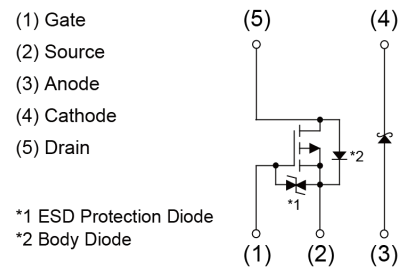 (1) Gate
(2) Source
(3) Anode
(4) Cathode
(5) Drain
*1 ESD Protection Diode
*2 Body Diode
(5) (4)
*2
*1
(1) (2) (3)